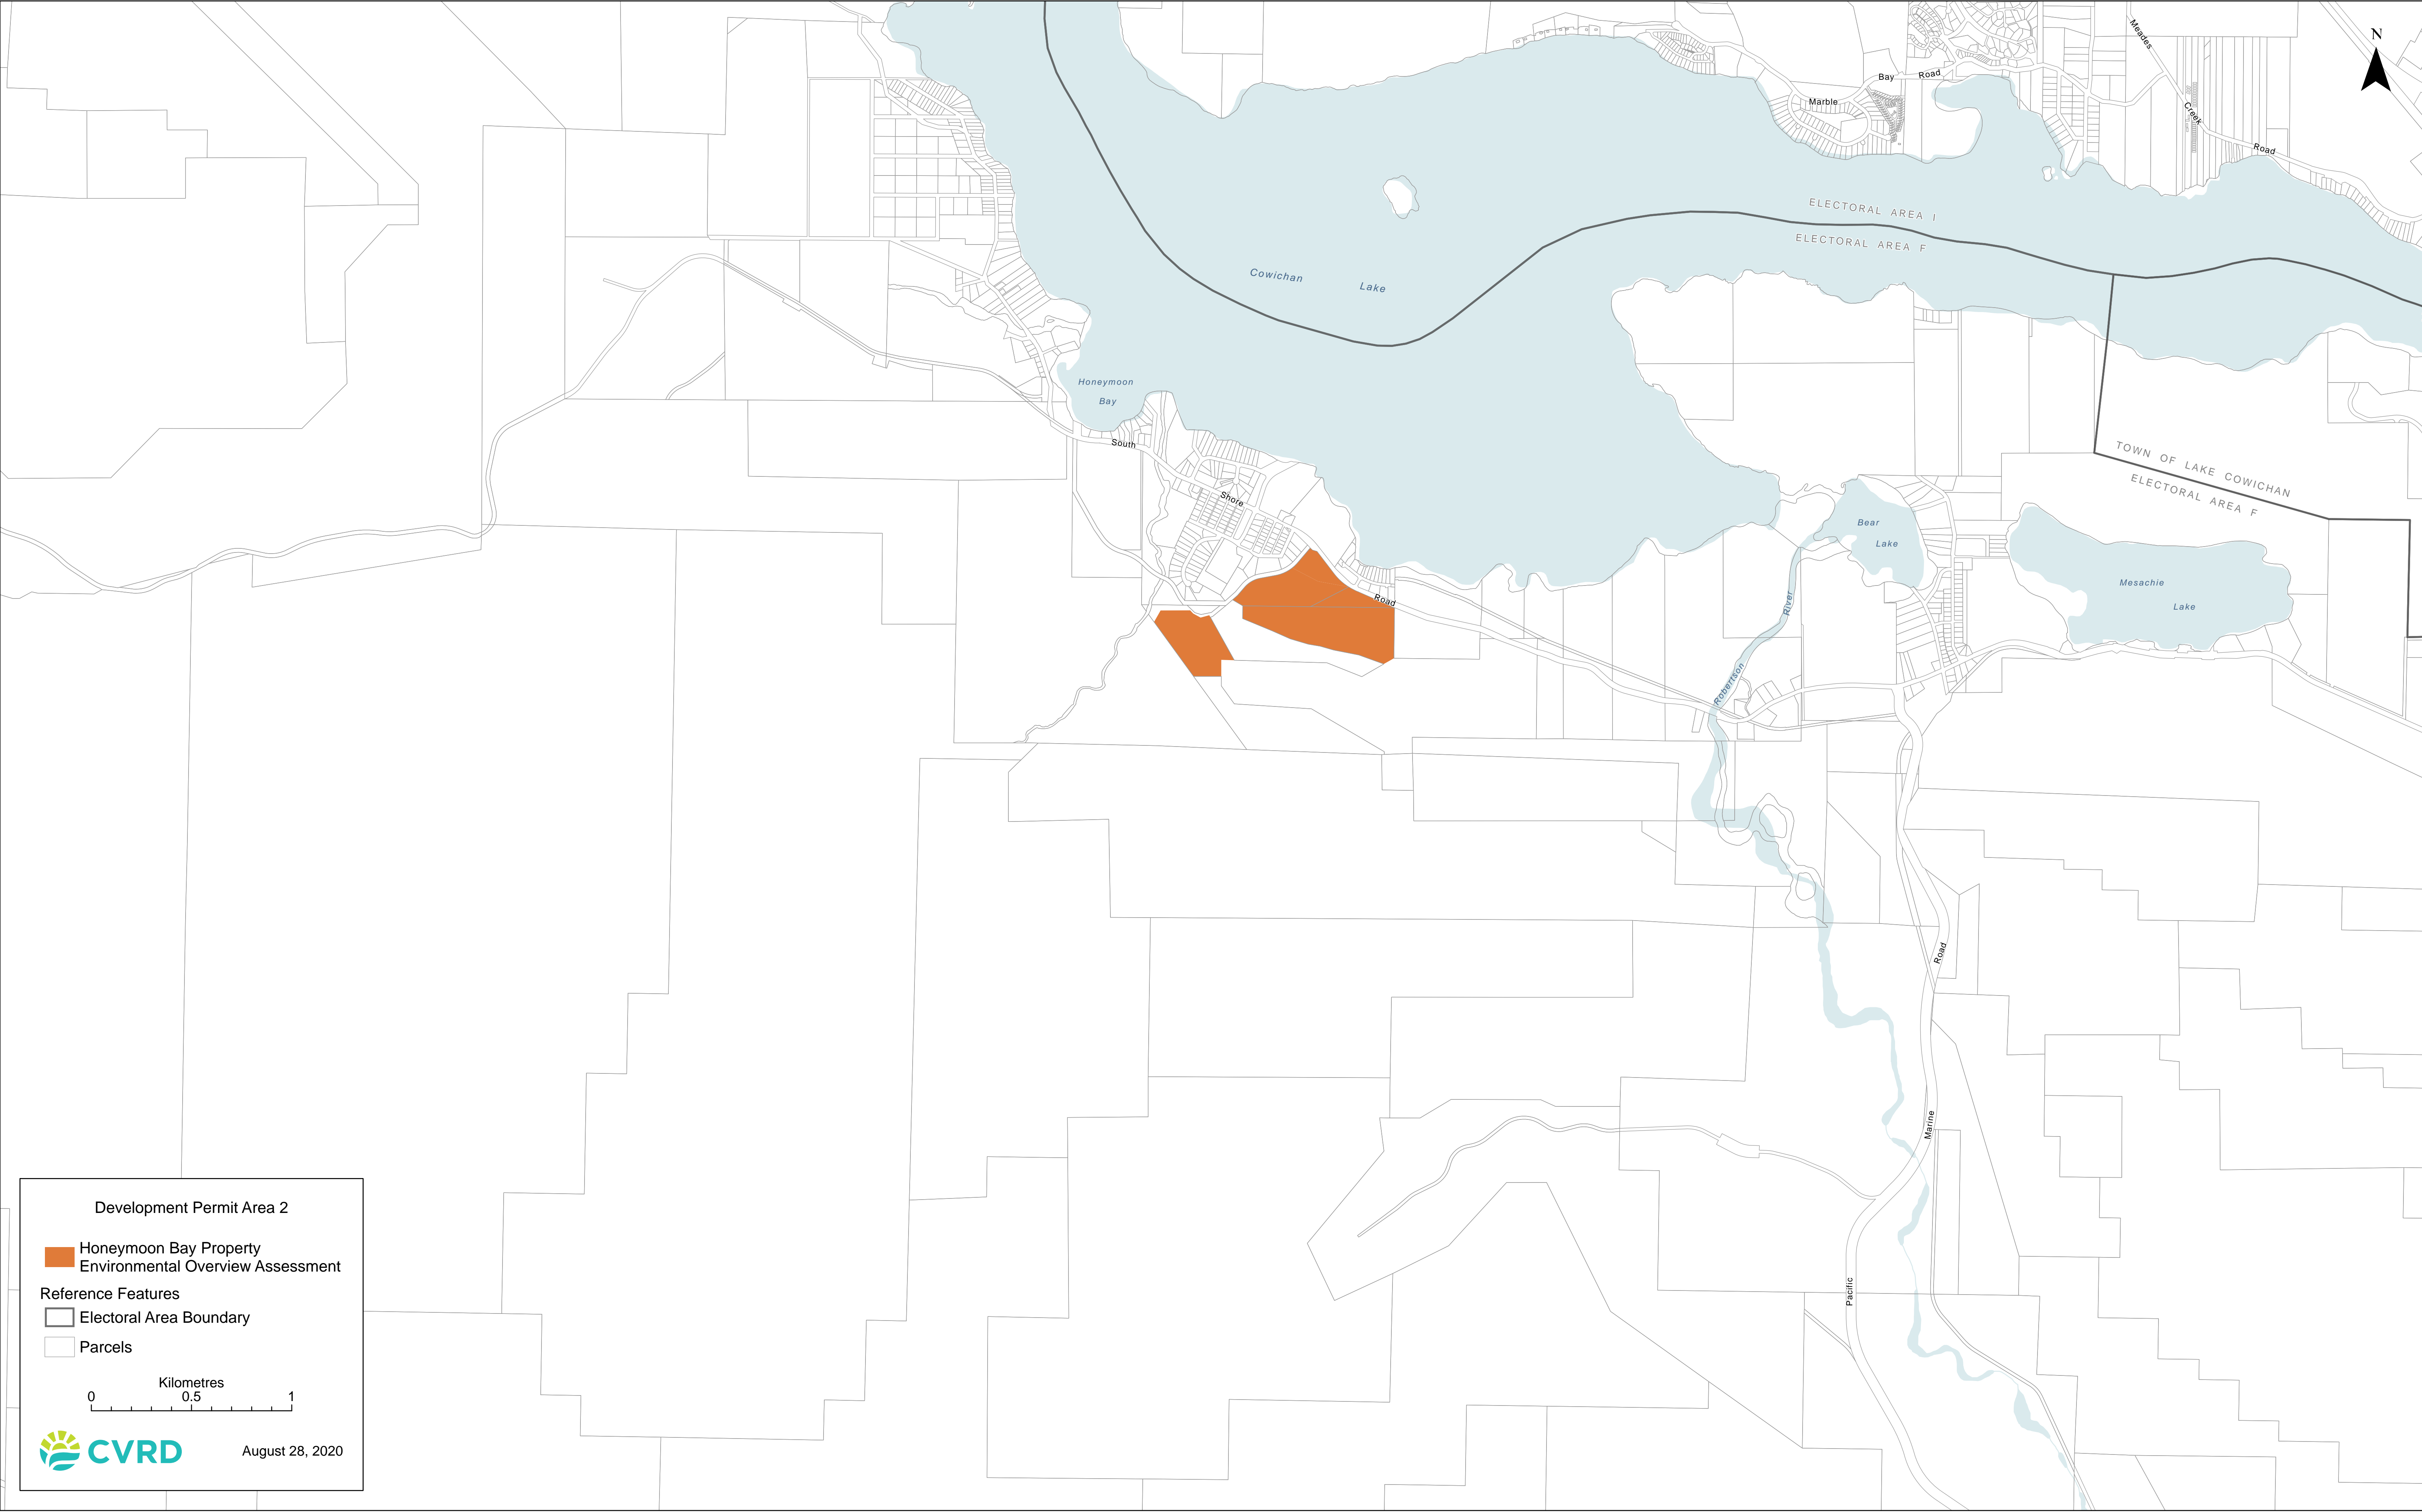 N
Meades
Creek
Road
Bay Road
Marble
ELECTORAL AREA I
ELECTORAL AREA F
Cowichan
Lake
Honeymoon
Bay
South
Shore
Road
TOWN OF LAKE COWICHAN
ELECTORAL AREA F
Bear
Lake
Mesachie
Lake
River
Robertson
Road
Marine
Pacific
Development Permit Area 2
Honeymoon Bay Property
Environmental Overview Assessment
Reference Features
Electoral Area Boundary
Parcels
Kilometres
0 0.5 1
CVRD
August 28, 2020